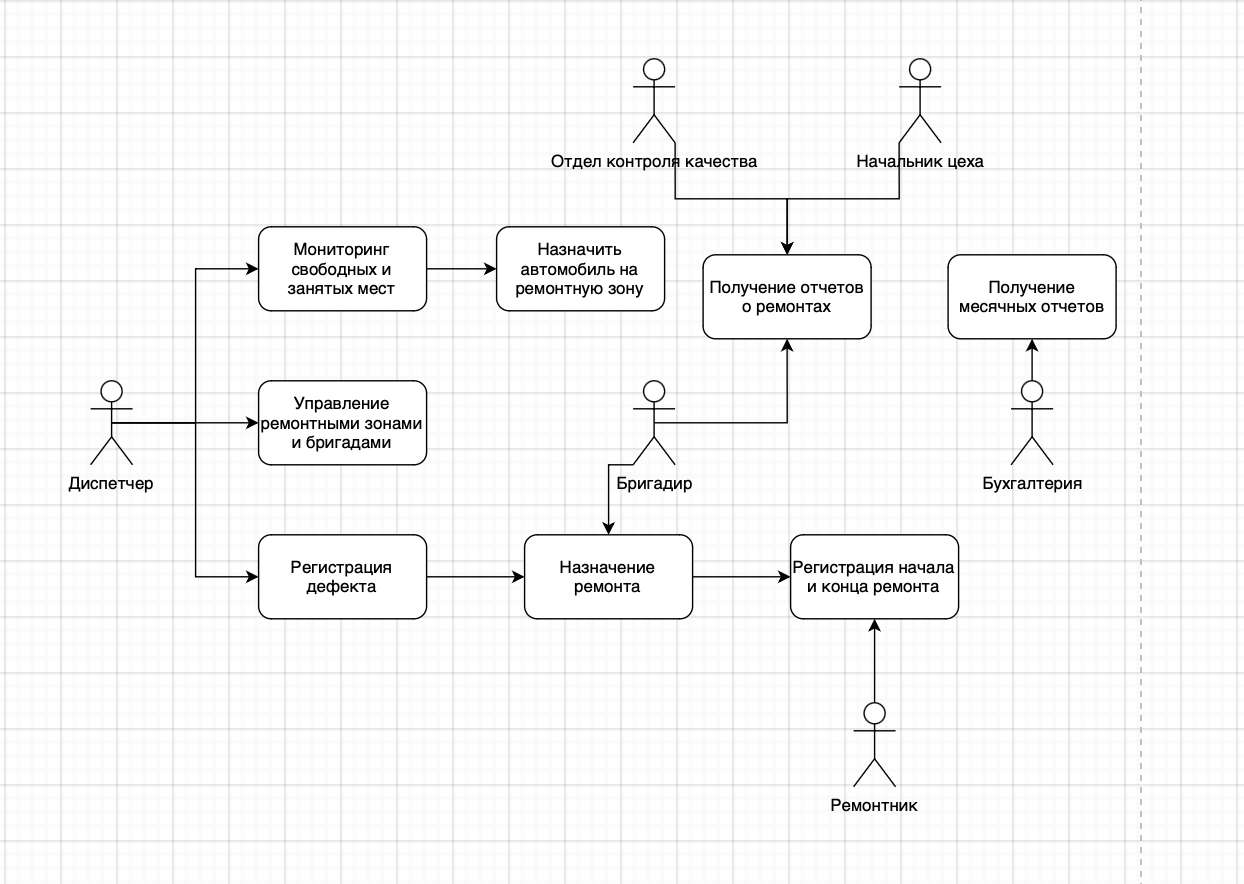 Отдел контроля качества
Начальник цеха
Мониторинг
свободных и
занятых мест
Назначить
автомобиль на
ремонтную зону
Получение отчетов
о ремонтах
Получение
месячных отчетов
Управление
ремонтными зонами
и бригадами
Диспетчер
Бригадир
Бухгалтерия
Регистрация
дефекта
Назначение
ремонта
Регистрация начала
и конца ремонта
Ремонтник